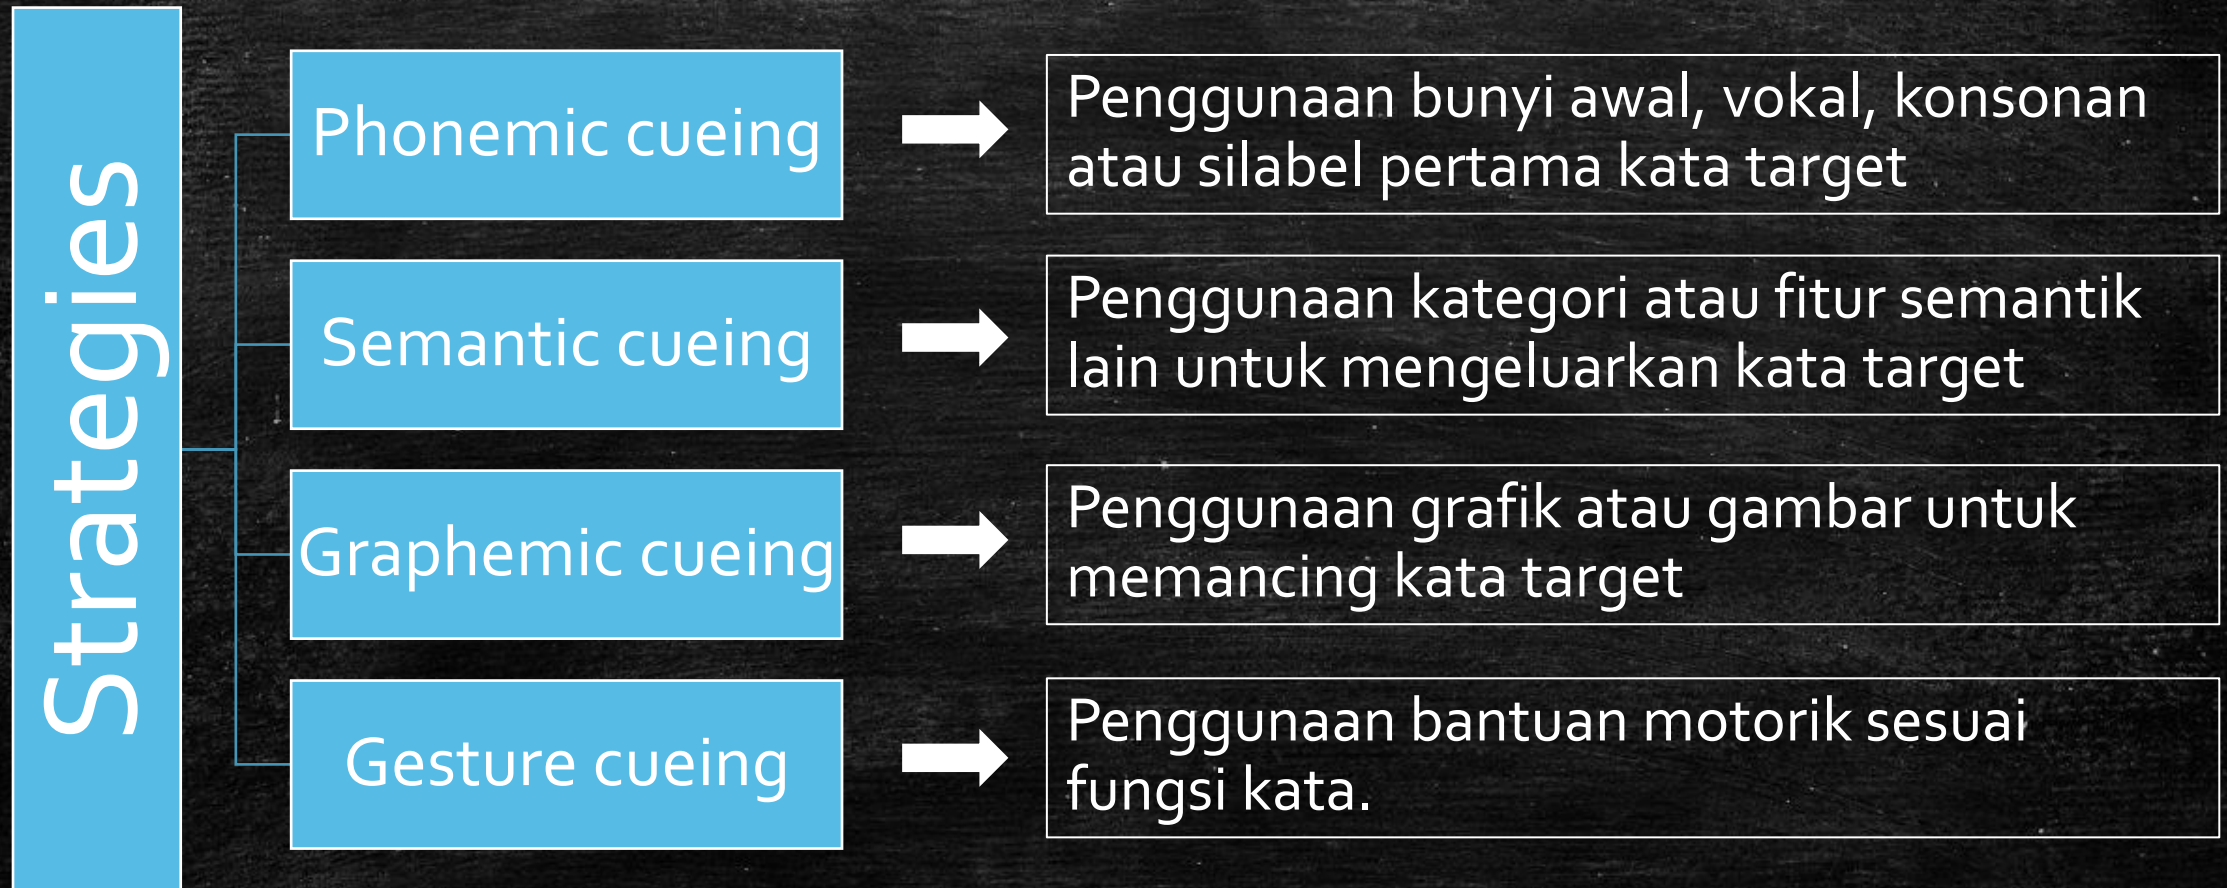 Strategies
Phonemic cueing
Penggunaan bunyi awal, vokal, konsonan
atau silabel pertama kata target
Semantic cueing
Penggunaan kategori atau fitur semantik
lain untuk mengeluarkan kata target
Graphemic cueing
Penggunaan grafik atau gambar untuk
memancing kata target
Gesture cueing
Penggunaan bantuan motorik sesuai
fungsi kata.